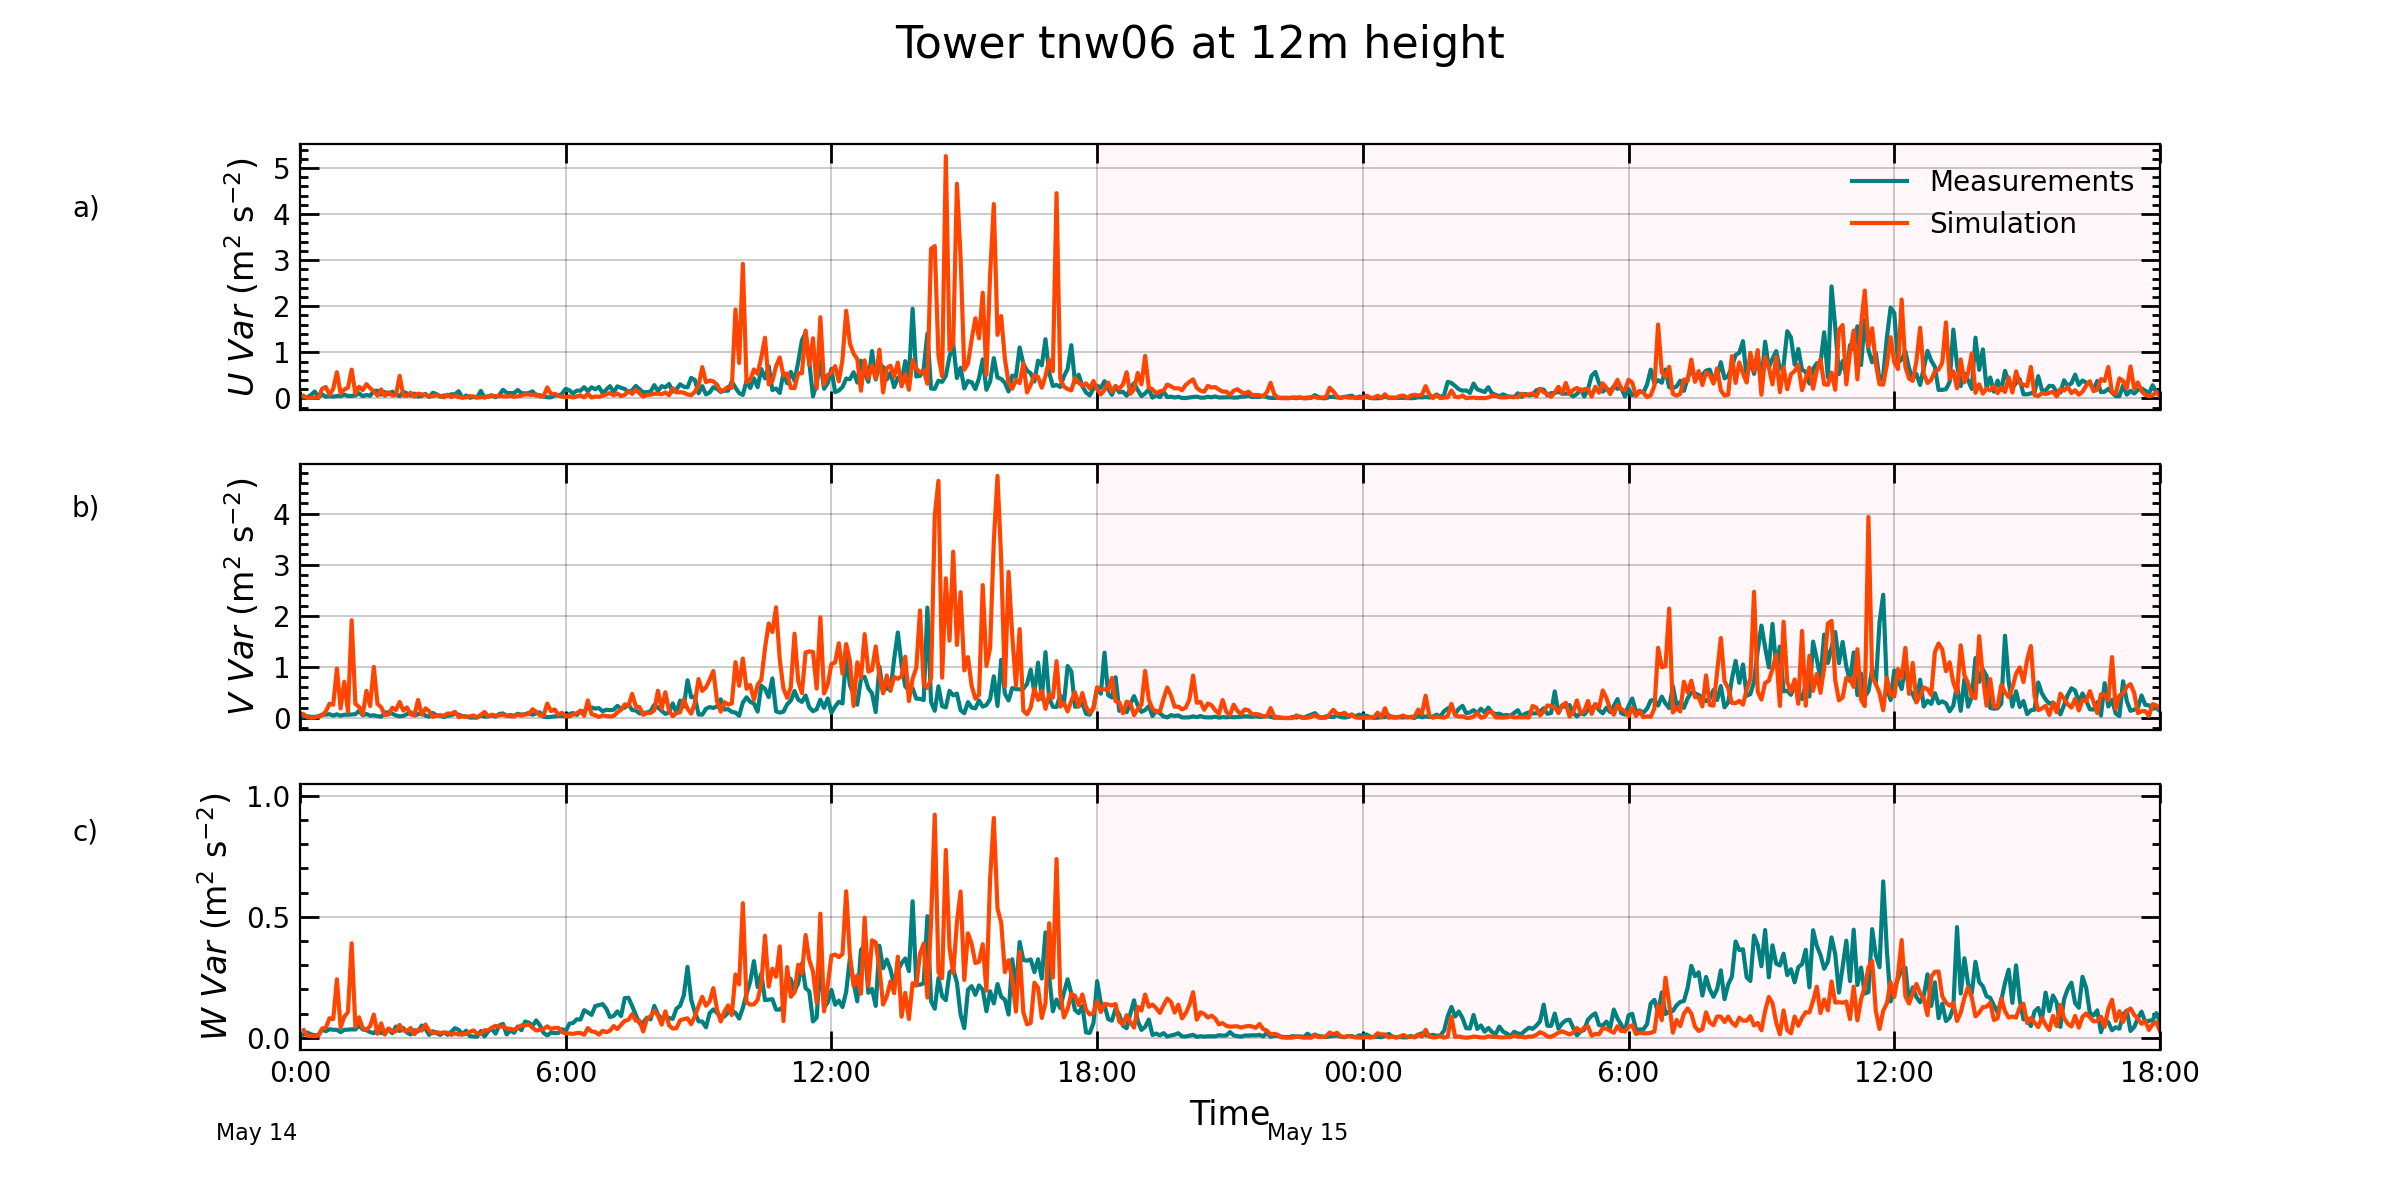 Tower tnw06 at 12m height
a)
U Var (m² s⁻²)
5
4
3
2
1
0
Measurements
Simulation
b)
V Var (m² s⁻²)
4
3
2
1
0
c)
W Var (m² s⁻²)
1.0
0.5
0.0
0:00 6:00 12:00 18:00 00:00 6:00 12:00 18:00
Time
May 14 May 15